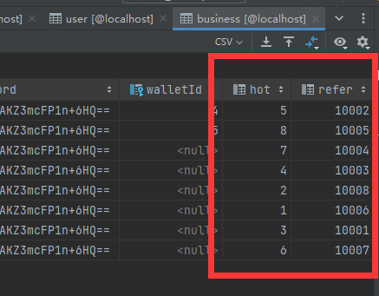 host] user [@localhost] business [@localhost]
CSV
ord walletId hot refer
AKZ3mcFP1n+6HQ== 4 5 10002
AKZ3mcFP1n+6HQ== 5 8 10005
AKZ3mcFP1n+6HQ== <null> 7 10004
AKZ3mcFP1n+6HQ== <null> 4 10003
AKZ3mcFP1n+6HQ== <null> 2 10008
AKZ3mcFP1n+6HQ== <null> 1 10006
AKZ3mcFP1n+6HQ== <null> 3 10001
AKZ3mcFP1n+6HQ== <null> 6 10007